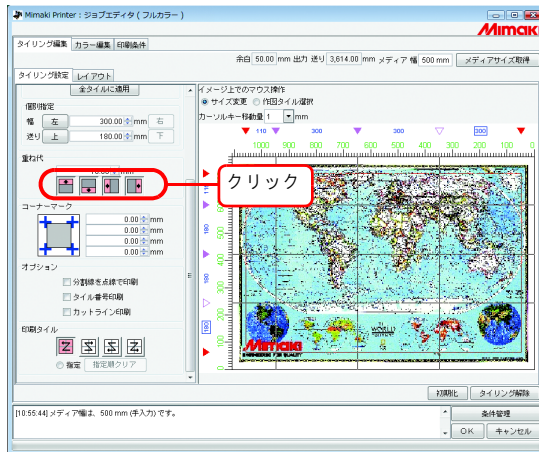 Mimaki Printer : ジョブエディタ ( フルカラー )
Mimaki
タイリング編集 カラー編集 印刷条件
余白 50.00 mm 出力 送り 3,614.00 mm メディア 幅 500 mm メディアサイズ取得
タイリング設定 レイアウト
全タイルに適用
個別指定
幅 左 300.00 mm 右
送り 上 180.00 mm 下
重ね代
mm
コーナーマーク
0.00 mm
0.00 mm
0.00 mm
0.00 mm
オプション
分割線を点線で印刷
タイル番号印刷
カットライン印刷
印刷タイル
指定 指定順クリア
イメージ上でのマウス操作
サイズ変更 作図タイル選択
カーソルキー移動量 1 mm
110 300 300 300
1000 900 800 700 600 500 400 300 200 100 0
クリック
180
180
180
WORLD
Mimaki
初期化 タイリング解除
[10:55:44] メディア幅は、500 mm (手入力) です。
条件管理
OK キャンセル